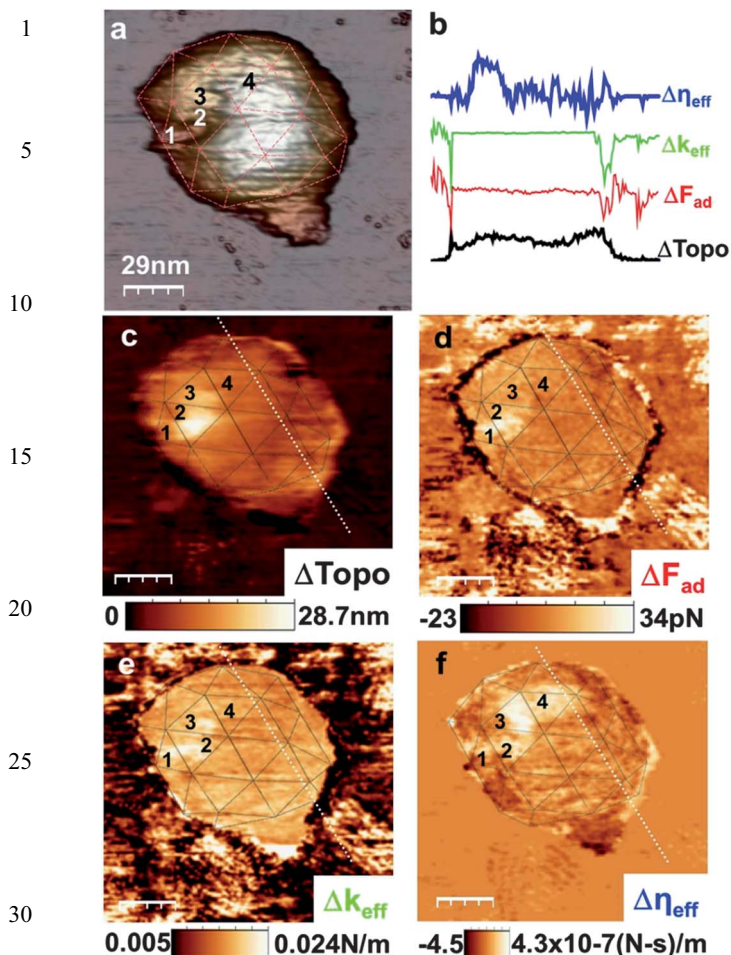 1
5
10
15
20
25
30
a
4
3
2
1
29nm
b
Δη_eff
Δk_eff
ΔF_ad
ΔTopo
c
4
3
2
1
ΔTopo
0 28.7nm
d
4
3
2
1
ΔF_ad
-23 34pN
e
4
3
2
1
Δk_eff
0.005 0.024N/m
f
4
3
2
1
Δη_eff
-4.5 4.3x10-7(N-s)/m